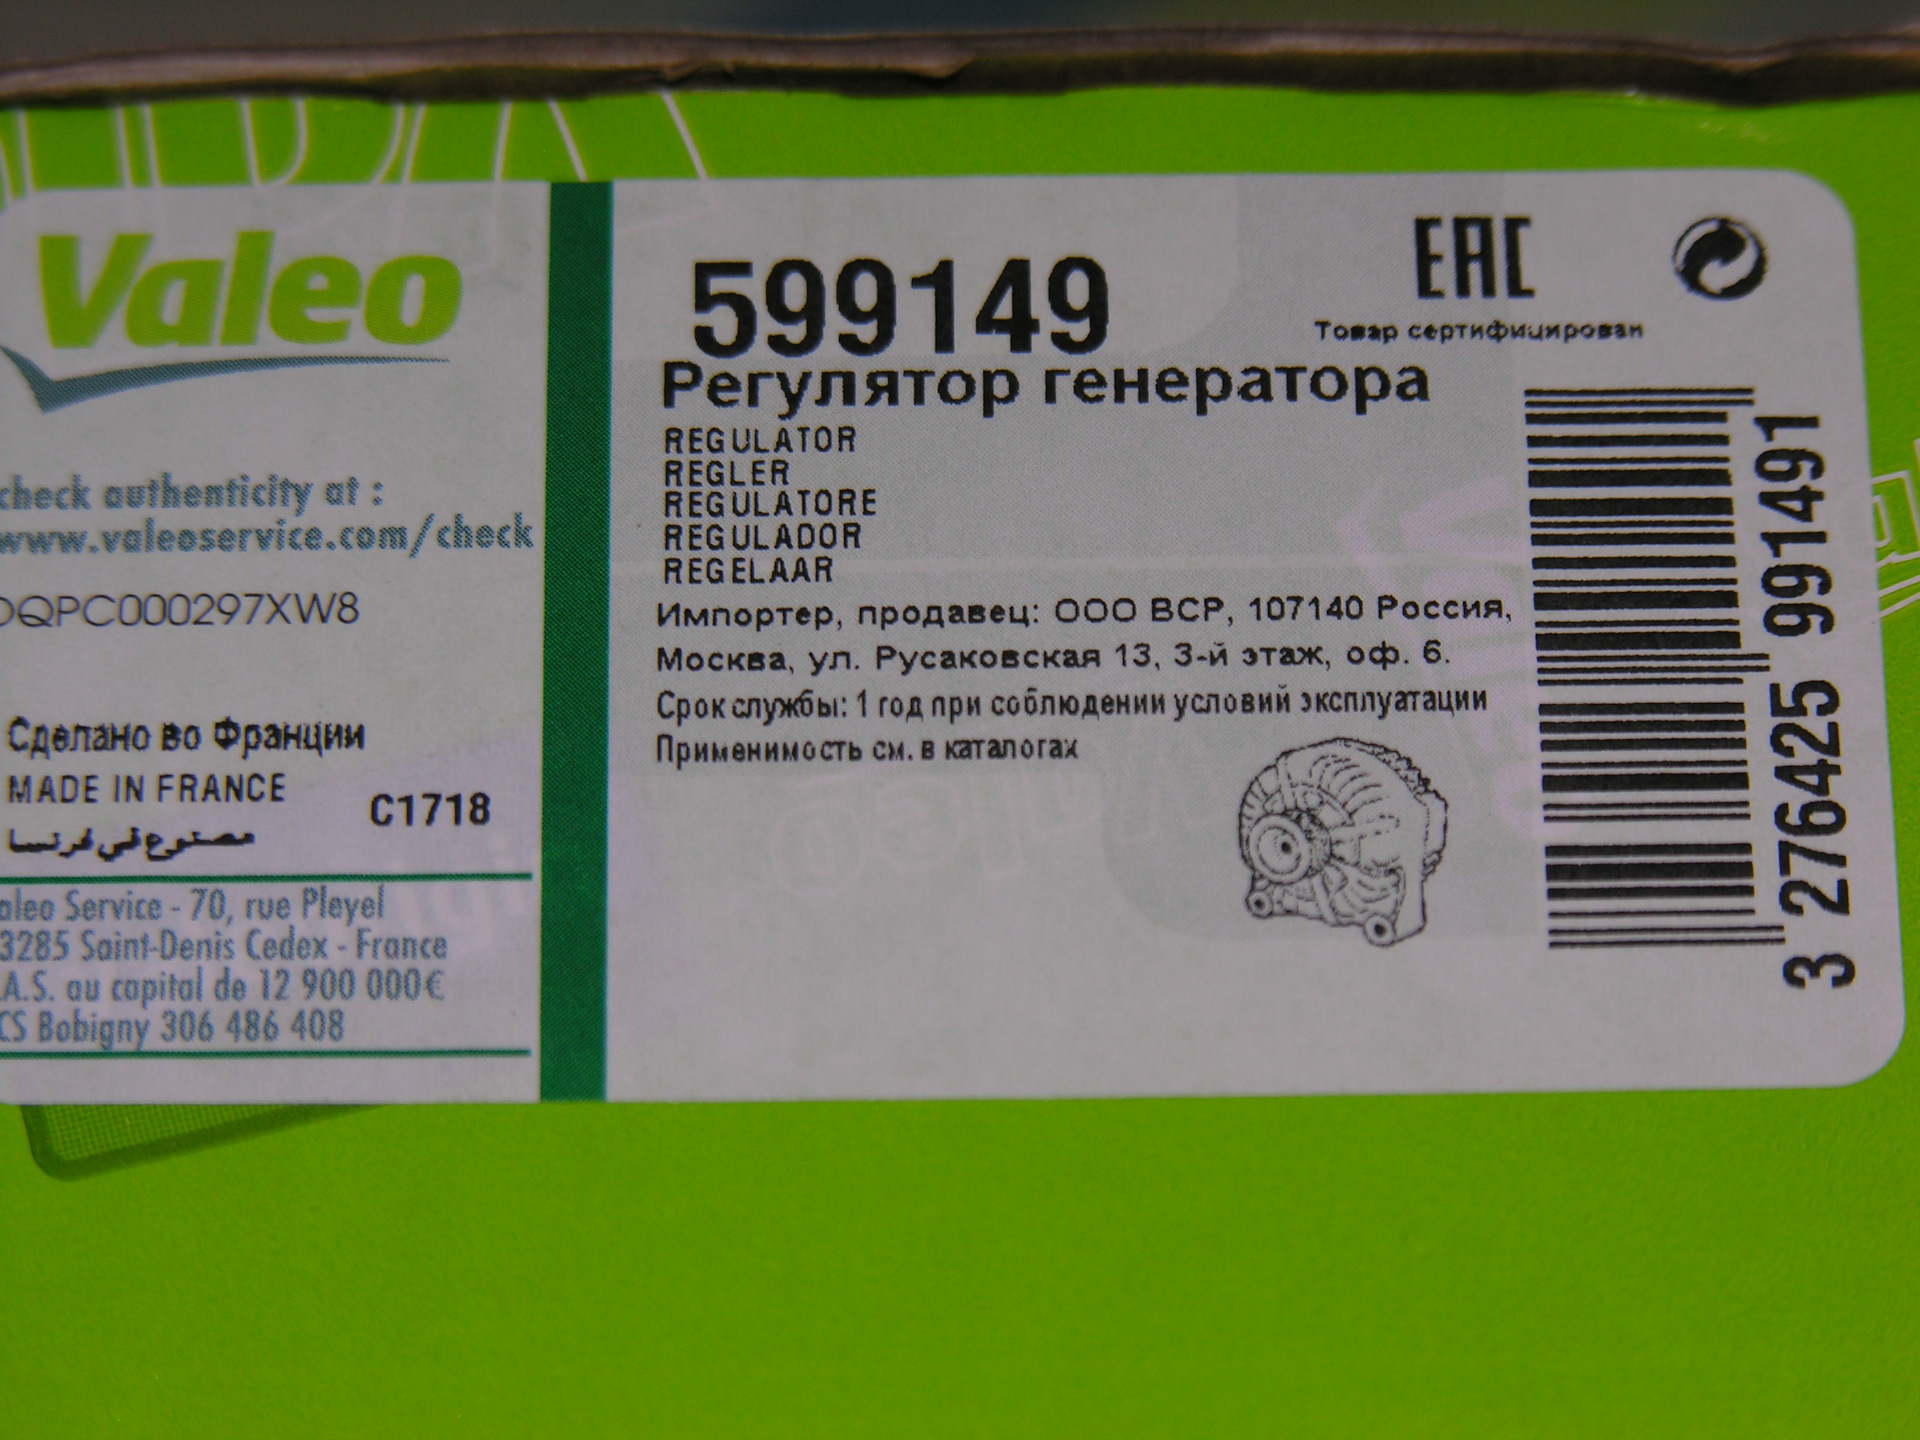 Valeo
check authenticity at :
www.valeoservice.com/check
OQPC000297XW8
Сделано во Франции
MADE IN FRANCE
C1718
مصنوع في فرنسا
aleo Service - 70, rue Pleyel
3285 Saint-Denis Cedex - France
.A.S. au capital de 12 900 000€
CS Bobigny 306 486 408
599149
EAC
Товар сертифицирован
Регулятор генератора
REGULATOR
REGLER
REGULATORE
REGULADOR
REGELAAR
Импортер, продавец: ООО ВСР, 107140 Россия,
Москва, ул. Русаковская 13, 3-й этаж, оф. 6.
Срок службы: 1 год при соблюдении условий эксплуатации
Применимость см. в каталогах
3 276425 991491